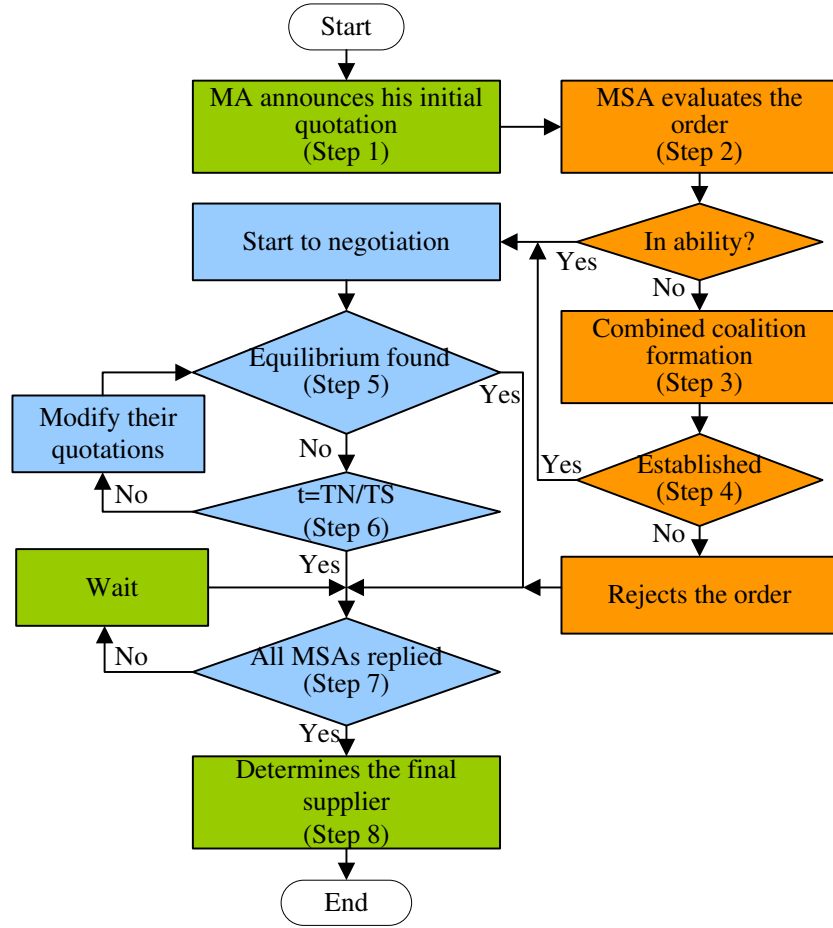 Start
MA announces his initial
quotation
(Step 1)
MSA evaluates the
order
(Step 2)
Start to negotiation
In ability?
Yes
No
Combined coalition
formation
(Step 3)
Equilibrium found
(Step 5)
Yes
No
Modify their
quotations
Established
(Step 4)
Yes
No
t=TN/TS
(Step 6)
No
Yes
Wait
Rejects the order
All MSAs replied
(Step 7)
No
Yes
Determines the final
supplier
(Step 8)
End